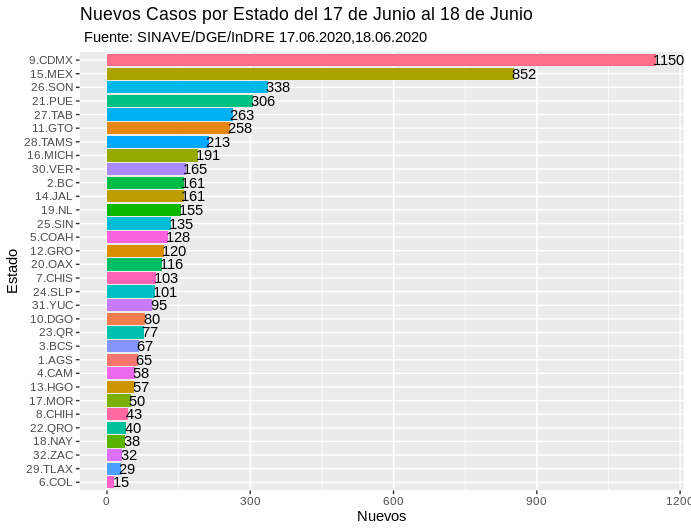 Nuevos Casos por Estado del 17 de Junio al 18 de Junio
Fuente: SINAVE/DGE/InDRE 17.06.2020,18.06.2020
9.CDMX 1150
15.MEX 852
26.SON 338
21.PUE 306
27.TAB 263
11.GTO 258
28.TAMS 213
16.MICH 191
30.VER 165
2.BC 161
14.JAL 161
19.NL 155
25.SIN 135
5.COAH 128
12.GRO 120
20.OAX 116
7.CHIS 103
24.SLP 101
31.YUC 95
10.DGO 80
23.QR 77
3.BCS 67
1.AGS 65
4.CAM 58
13.HGO 57
17.MOR 50
8.CHIH 43
22.QRO 40
18.NAY 38
32.ZAC 32
29.TLAX 29
6.COL 15
Estado
0 300 600 900 1200
Nuevos